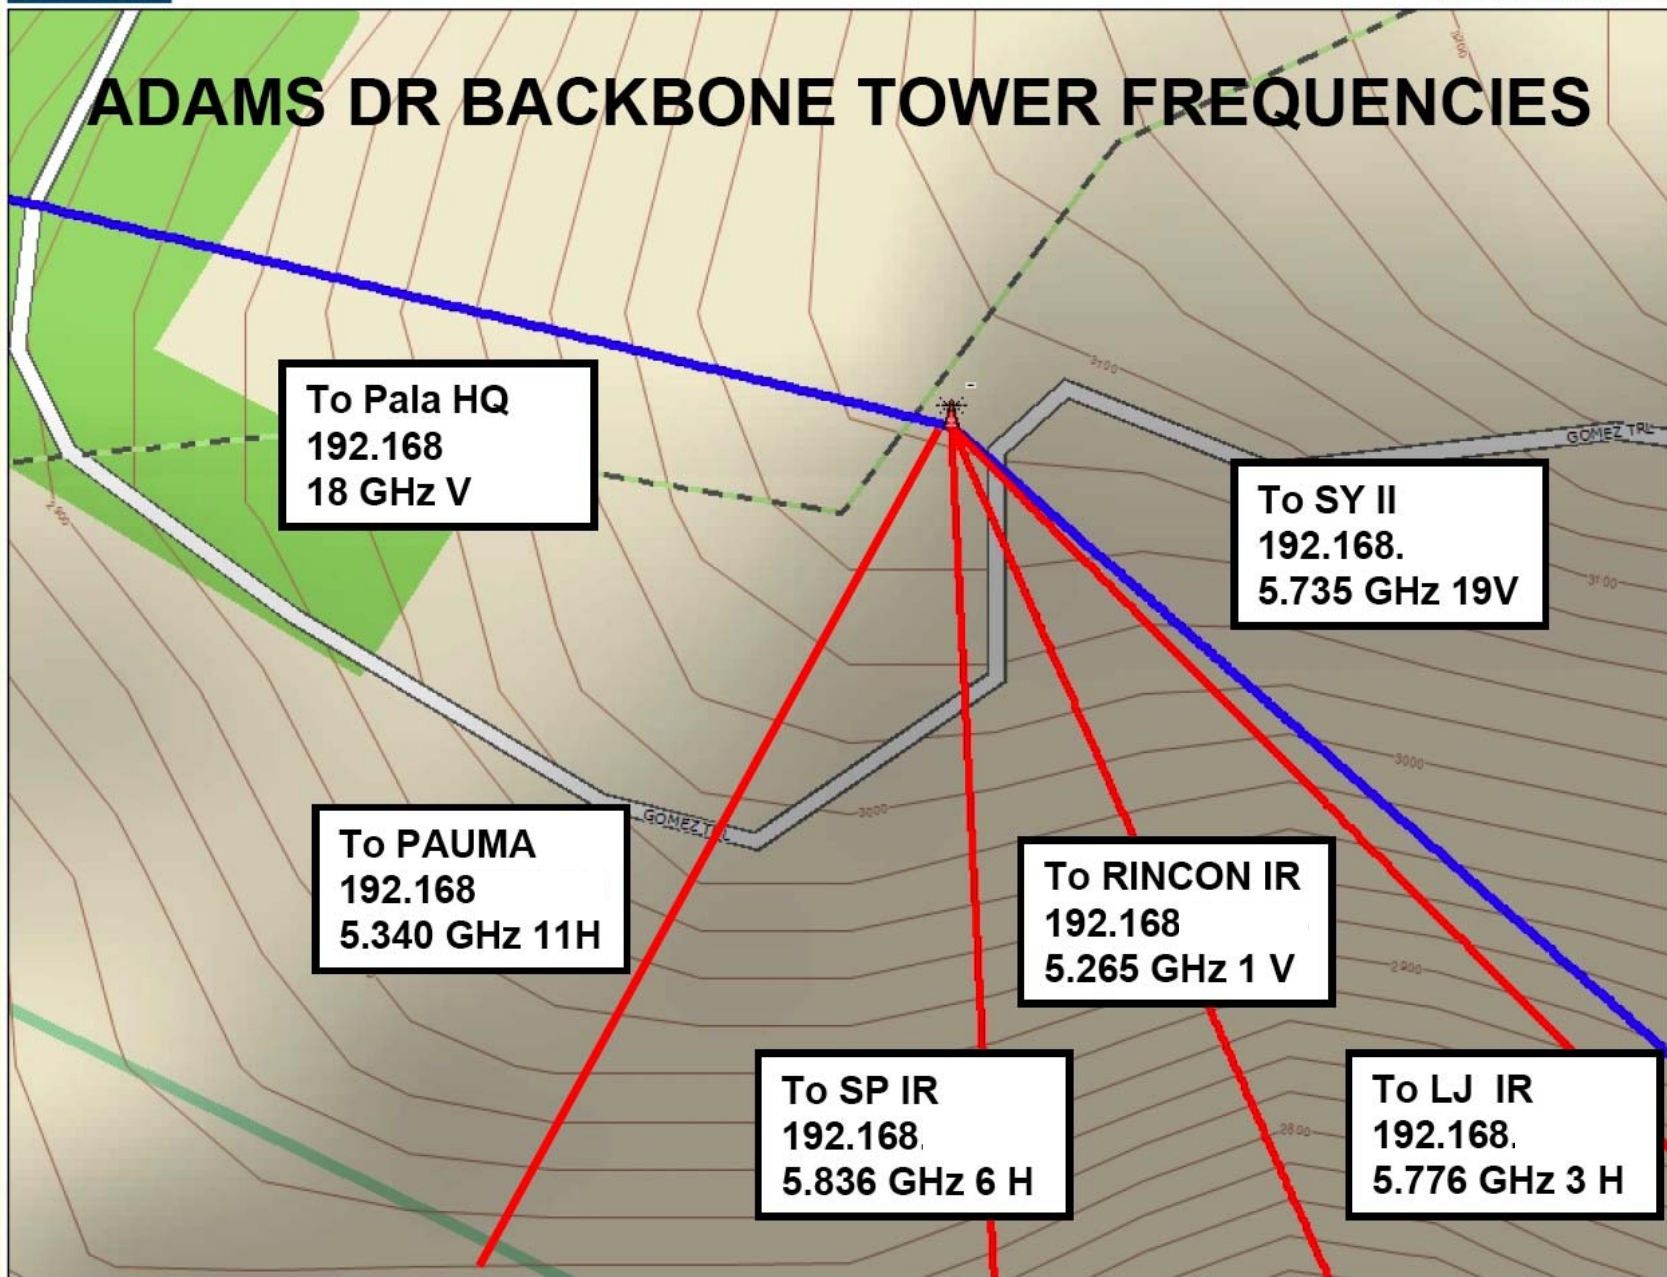 ADAMS DR BACKBONE TOWER FREQUENCIES
3200
3100
GOMEZ TRL
To Pala HQ
192.168
18 GHz V
To SY II
192.168.
5.735 GHz 19V
3100
3000
To PAUMA
192.168
5.340 GHz 11H
GOMEZ TRL
3000
To RINCON IR
192.168
5.265 GHz 1 V
2900
To SP IR
192.168.
5.836 GHz 6 H
To LJ IR
192.168.
5.776 GHz 3 H